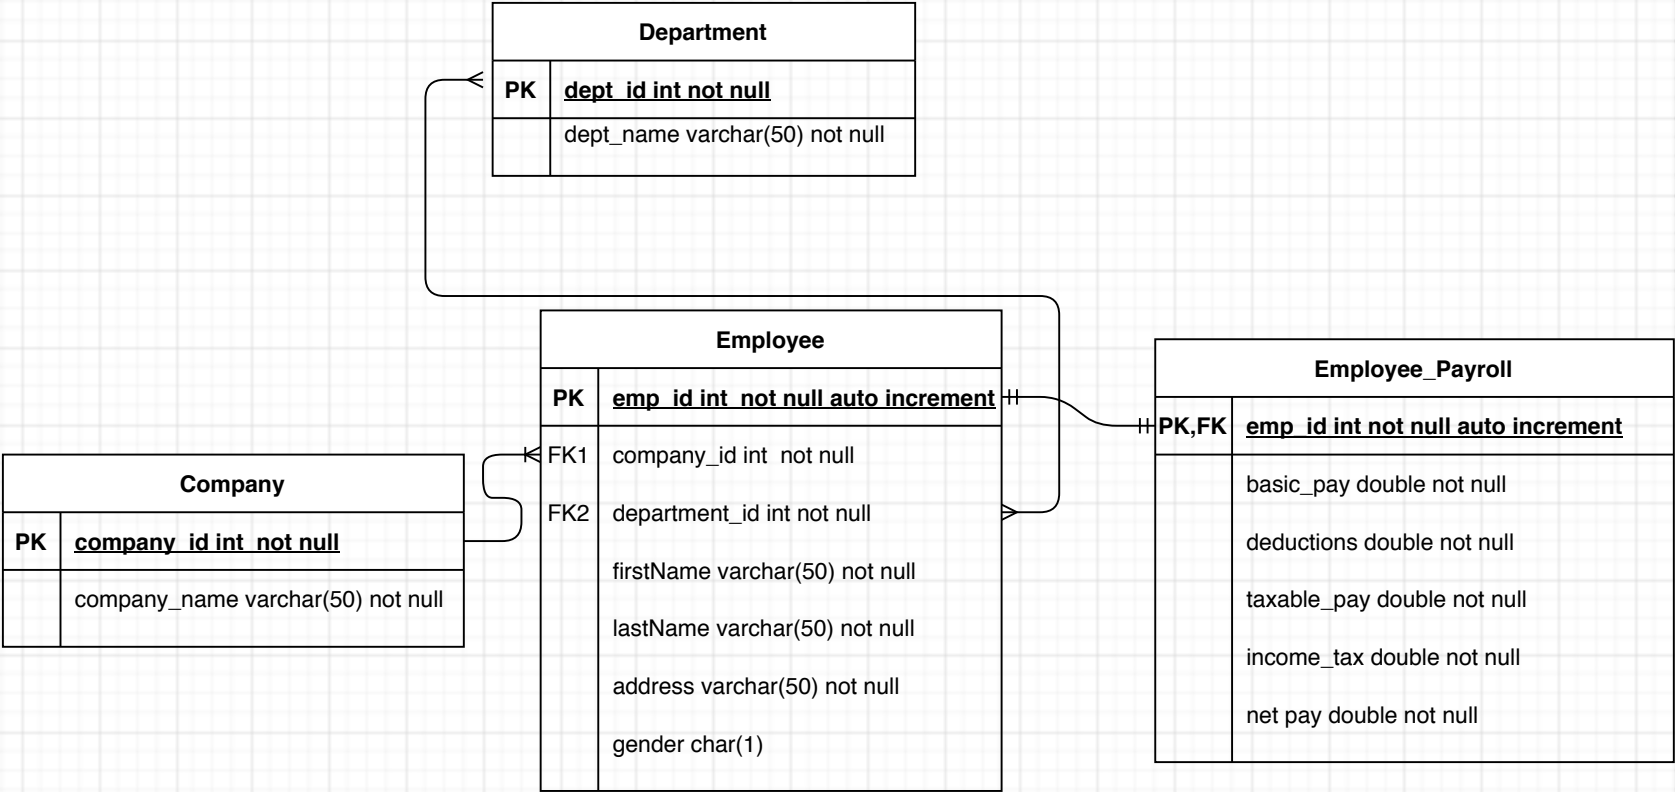 Department
PK dept_id int not null
dept_name varchar(50) not null
Employee
PK emp_id int not null auto increment
FK1 company_id int not null
FK2 department_id int not null
firstName varchar(50) not null
lastName varchar(50) not null
address varchar(50) not null
gender char(1)
Company
PK company_id int not null
company_name varchar(50) not null
Employee_Payroll
PK,FK emp_id int not null auto increment
basic_pay double not null
deductions double not null
taxable_pay double not null
income_tax double not null
net pay double not null